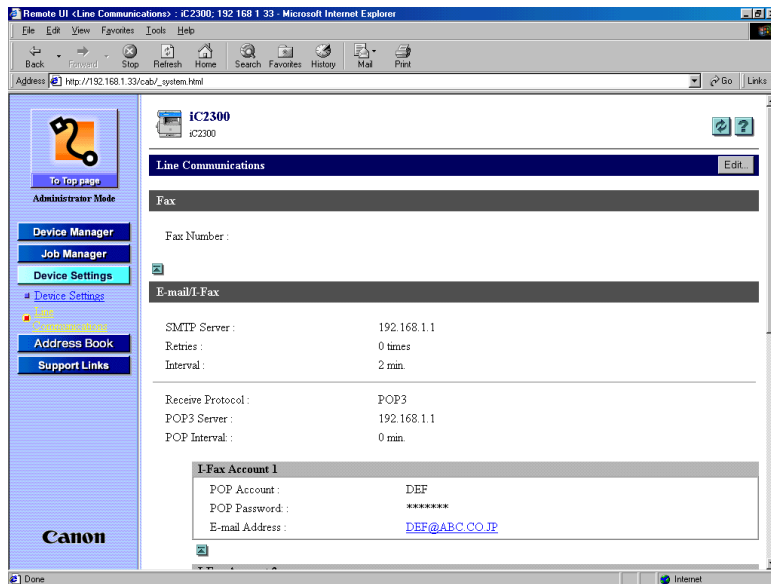 Remote UI <Line Communications> : iC2300; 192 168 1 33 - Microsoft Internet Explorer
File Edit View Favorites Tools Help
Back Forward Stop Refresh Home Search Favorites History Mail Print
Address http://192.168.1.33/cab/_system.html Go Links
iC2300
iC2300
To Top page
Administrator Mode
Device Manager
Job Manager
Device Settings
Device Settings
Line
Communications
Address Book
Support Links
Canon
Line Communications Edit...
Fax
Fax Number :
E-mail/I-Fax
SMTP Server : 192.168.1.1
Retries : 0 times
Interval : 2 min.
Receive Protocol : POP3
POP3 Server : 192.168.1.1
POP Interval: : 0 min.
I-Fax Account 1
POP Account : DEF
POP Password: : *******
E-mail Address : DEF@ABC.CO.JP
Done Internet